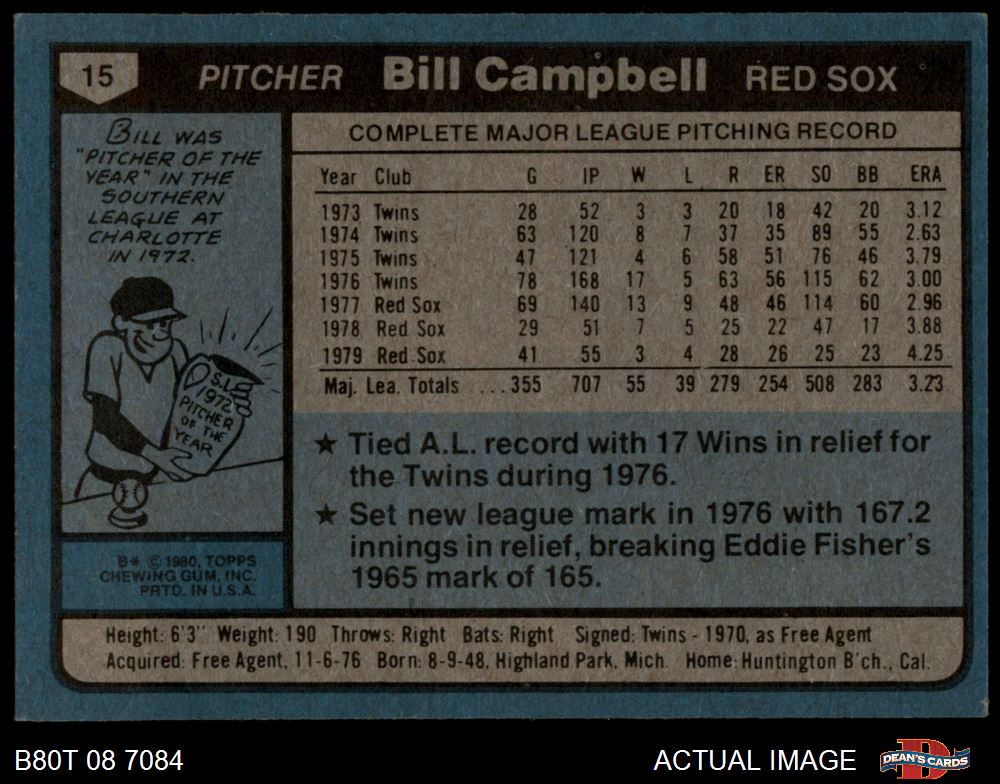 15 PITCHER Bill Campbell RED SOX
BILL WAS
"PITCHER OF THE
YEAR" IN THE
SOUTHERN
LEAGUE AT
CHARLOTTE
IN 1972.
S.L.
1972
PITCHER
OF THE
YEAR
B* © 1980, TOPPS
CHEWING GUM, INC.
PRTD. IN U.S.A.
COMPLETE MAJOR LEAGUE PITCHING RECORD
Year Club G IP W L R ER SO BB ERA
1973 Twins 28 52 3 3 20 18 42 20 3.12
1974 Twins 63 120 8 7 37 35 89 55 2.63
1975 Twins 47 121 4 6 58 51 76 46 3.79
1976 Twins 78 168 17 5 63 56 115 62 3.00
1977 Red Sox 69 140 13 9 48 46 114 60 2.96
1978 Red Sox 29 51 7 5 25 22 47 17 3.88
1979 Red Sox 41 55 3 4 28 26 25 23 4.25
Maj. Lea. Totals ...355 707 55 39 279 254 508 283 3.23
★ Tied A.L. record with 17 Wins in relief for
the Twins during 1976.
★ Set new league mark in 1976 with 167.2
innings in relief, breaking Eddie Fisher's
1965 mark of 165.
Height: 6'3" Weight: 190 Throws: Right Bats: Right Signed: Twins - 1970, as Free Agent
Acquired: Free Agent, 11-6-76 Born: 8-9-48, Highland Park, Mich. Home: Huntington B'ch., Cal.
B80T 08 7084 ACTUAL IMAGE DEAN'S CARDS